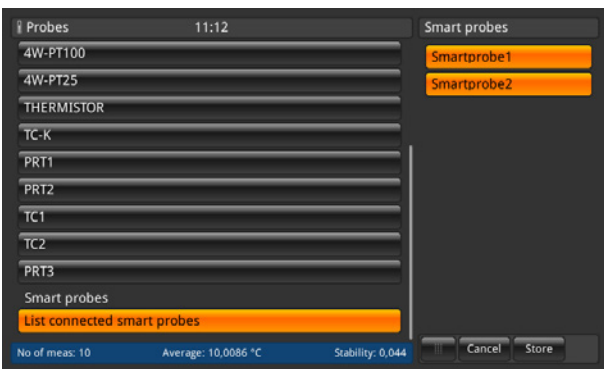 Probes 11:12
4W-PT100
4W-PT25
THERMISTOR
TC-K
PRT1
PRT2
TC1
TC2
PRT3
Smart probes
List connected smart probes
No of meas: 10 Average: 10,0086 °C Stability: 0,044
Smart probes
Smartprobe1
Smartprobe2
Cancel Store